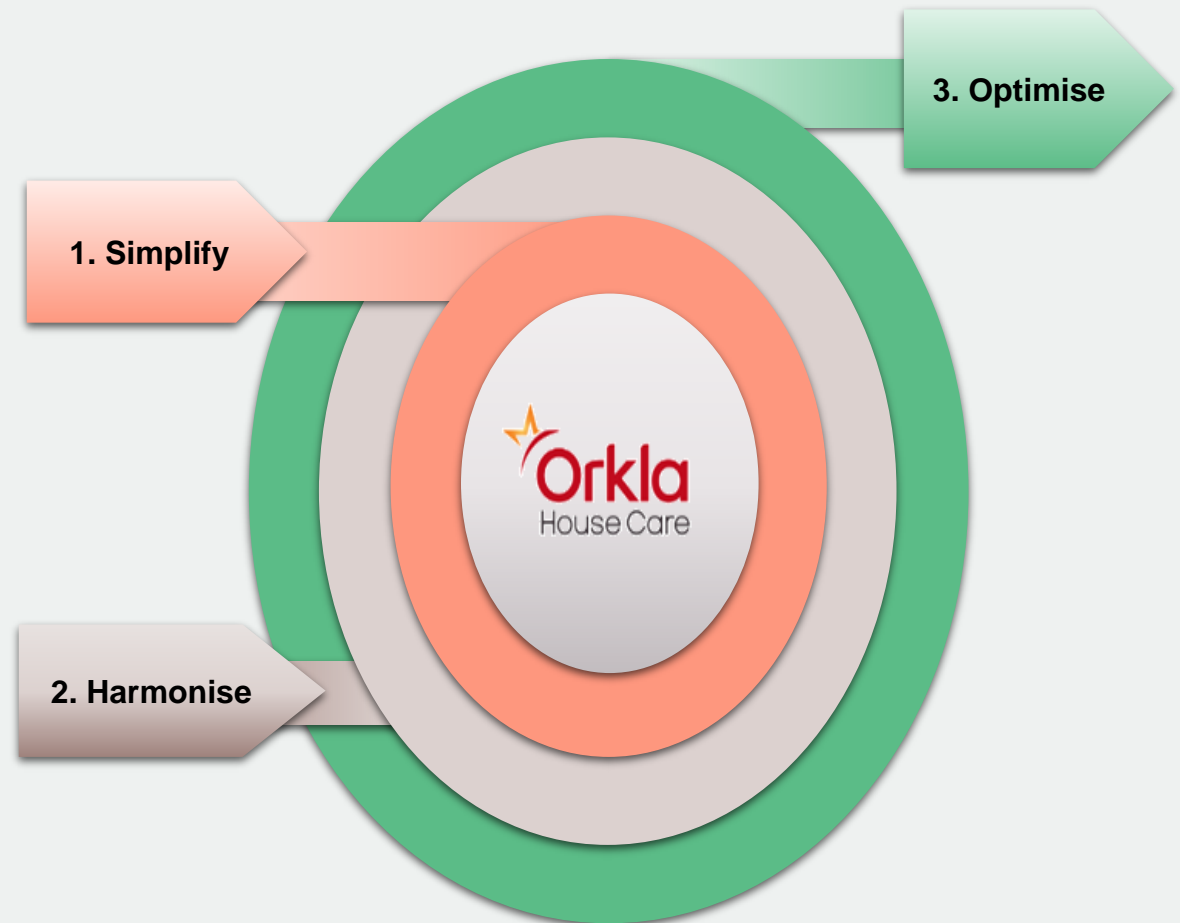 3. Optimise
1. Simplify
Orkla
House Care
2. Harmonise